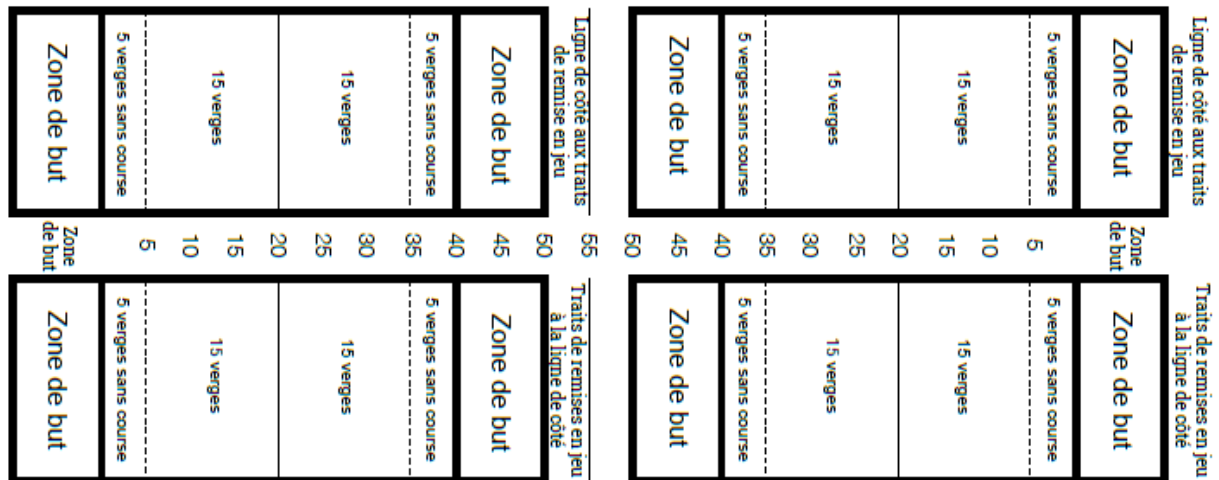 Ligne de côté aux traits
de remise en jeu
Zone de but
5 verges sans course
15 verges
15 verges
5 verges sans course
Zone de but
Zone
de but
5
10
15
20
25
30
35
40
45
50
Traits de remises en jeu
à la ligne de côté
Zone de but
5 verges sans course
15 verges
15 verges
5 verges sans course
Zone de but
55
Ligne de côté aux traits
de remise en jeu
Zone de but
5 verges sans course
15 verges
15 verges
5 verges sans course
Zone de but
50
45
40
35
30
25
20
15
10
5
Zone
de but
Traits de remises en jeu
à la ligne de côté
Zone de but
5 verges sans course
15 verges
15 verges
5 verges sans course
Zone de but